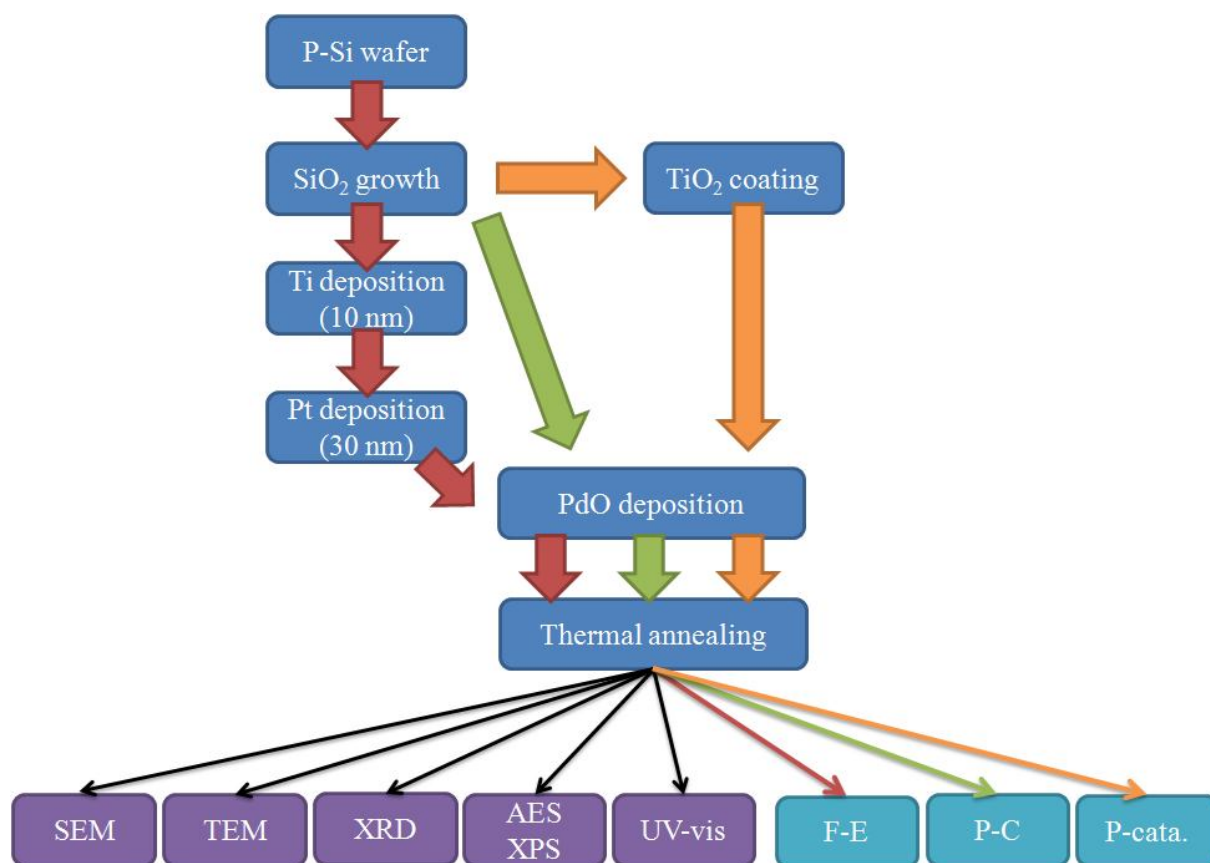 P-Si wafer
SiO₂ growth
TiO₂ coating
Ti deposition
(10 nm)
Pt deposition
(30 nm)
PdO deposition
Thermal annealing
SEM
TEM
XRD
AES
XPS
UV-vis
F-E
P-C
P-cata.